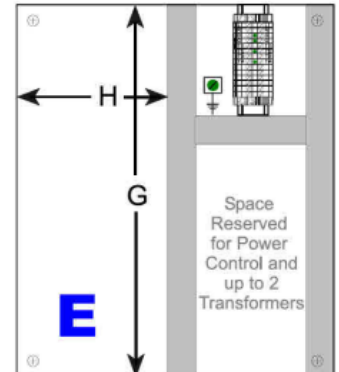 H
G
Space
Reserved
for Power
Control and
up to 2
Transformers
E